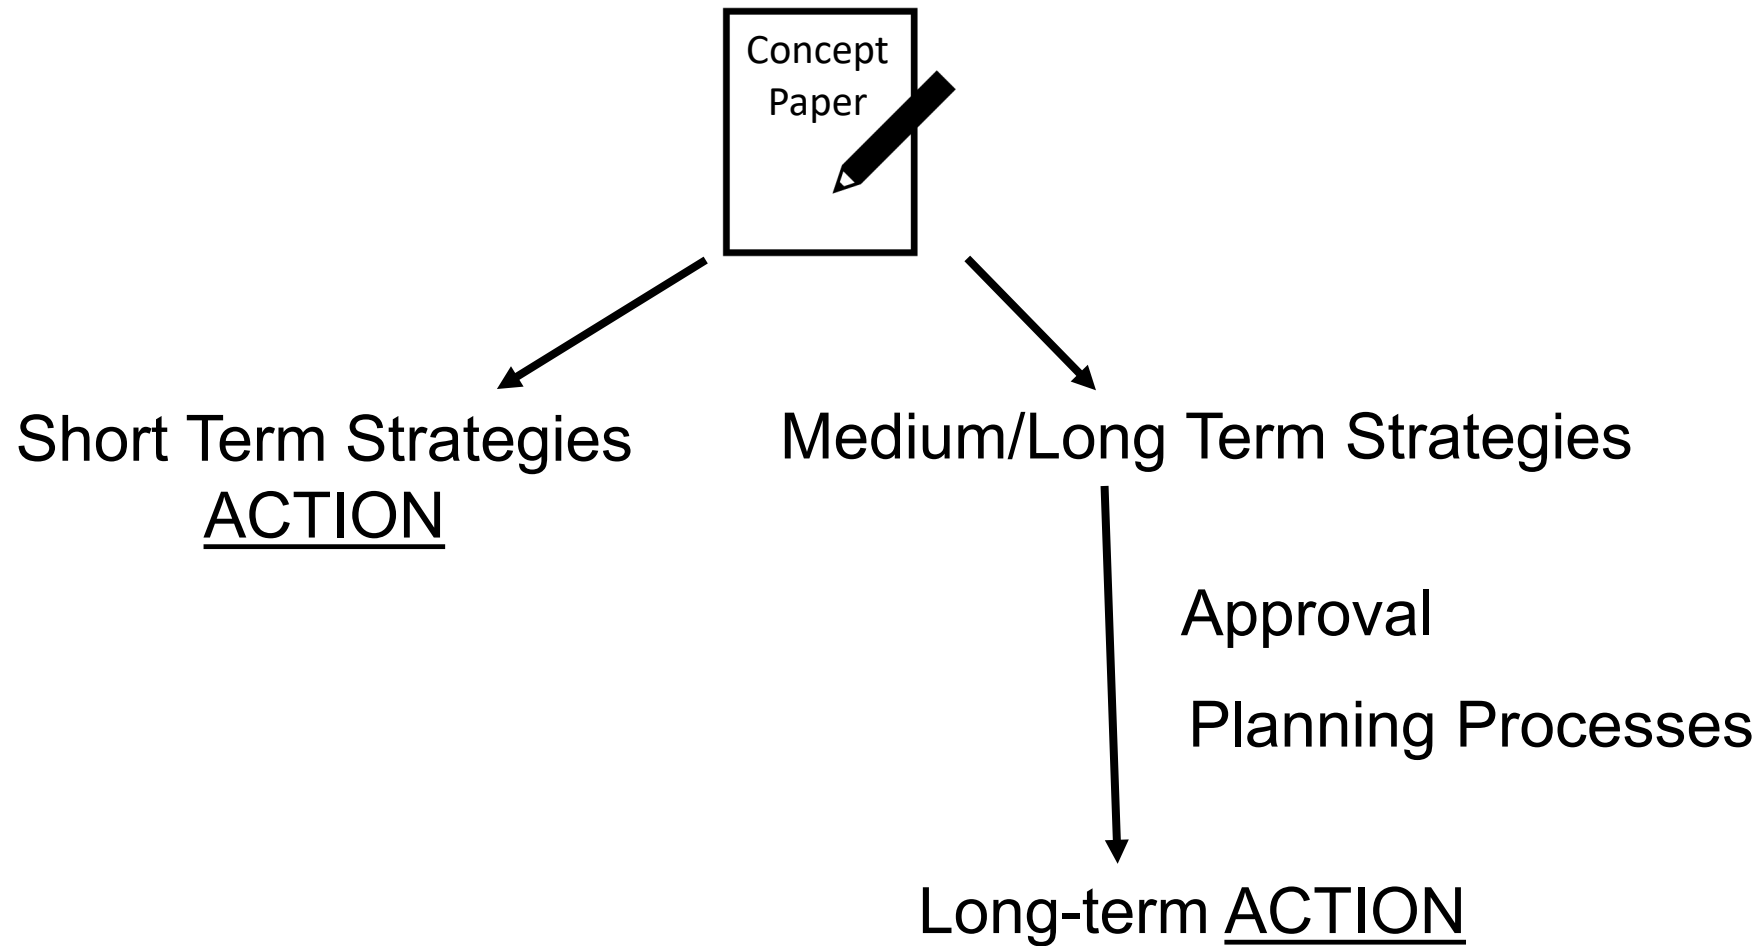 Concept
Paper
Short Term Strategies
ACTION
Medium/Long Term Strategies
Approval
Planning Processes
Long-term ACTION